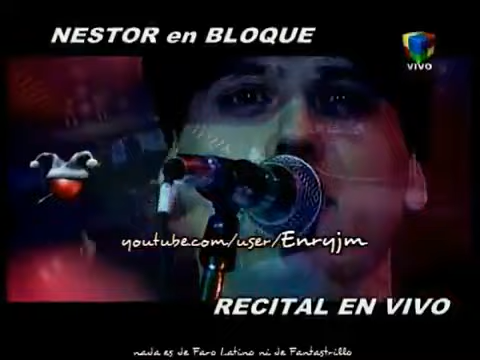 NESTOR en BLOQUE
VIVO
youtube.com/user/Enryjm
RECITAL EN VIVO
nada es de Faro Latino ni de Fantastrillo